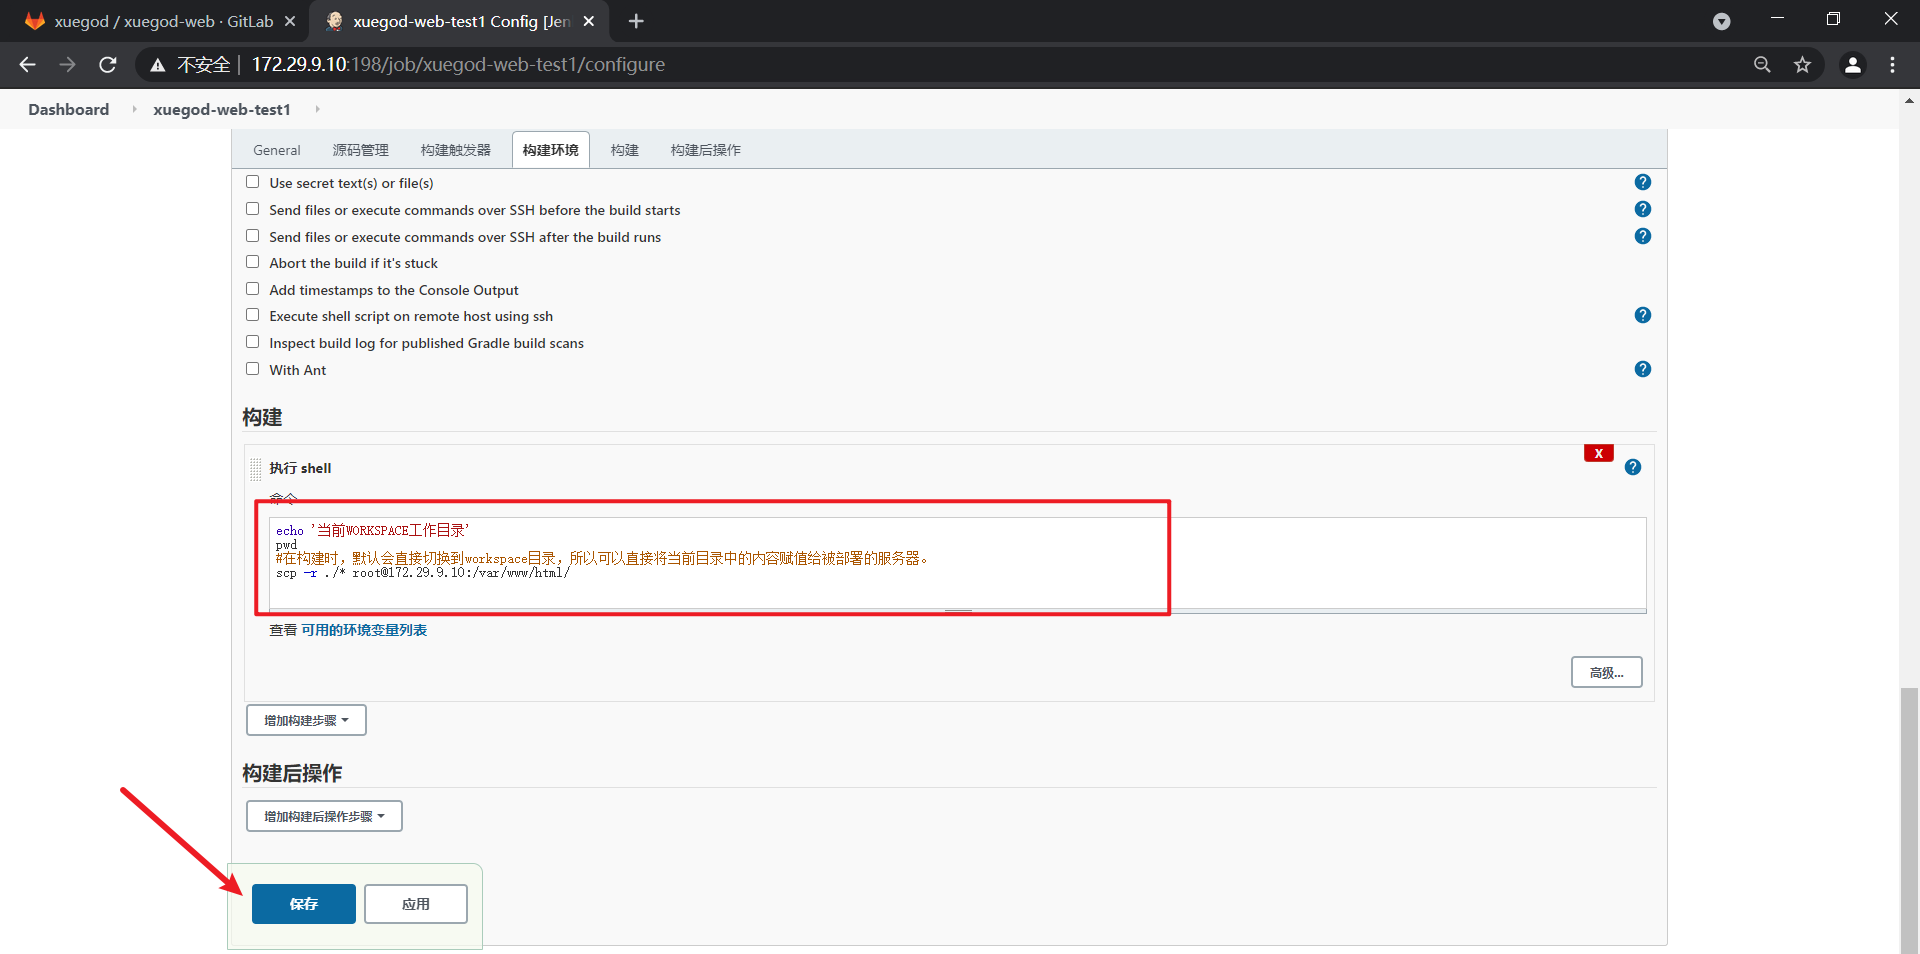 xuegod / xuegod-web · GitLab
xuegod-web-test1 Config [Jen
不安全 | 172.29.9.10:198/job/xuegod-web-test1/configure
Dashboard xuegod-web-test1
General 源码管理 构建触发器 构建环境 构建 构建后操作
Use secret text(s) or file(s)
Send files or execute commands over SSH before the build starts
Send files or execute commands over SSH after the build runs
Abort the build if it's stuck
Add timestamps to the Console Output
Execute shell script on remote host using ssh
Inspect build log for published Gradle build scans
With Ant
构建
X
执行 shell
命令
echo '当前WORKSPACE工作目录'
pwd
#在构建时，默认会直接切换到workspace目录，所以可以直接将当前目录中的内容赋值给被部署的服务器。
scp -r ./* root@172.29.9.10:/var/www/html/
查看 可用的环境变量列表
高级...
增加构建步骤
构建后操作
增加构建后操作步骤
保存 应用